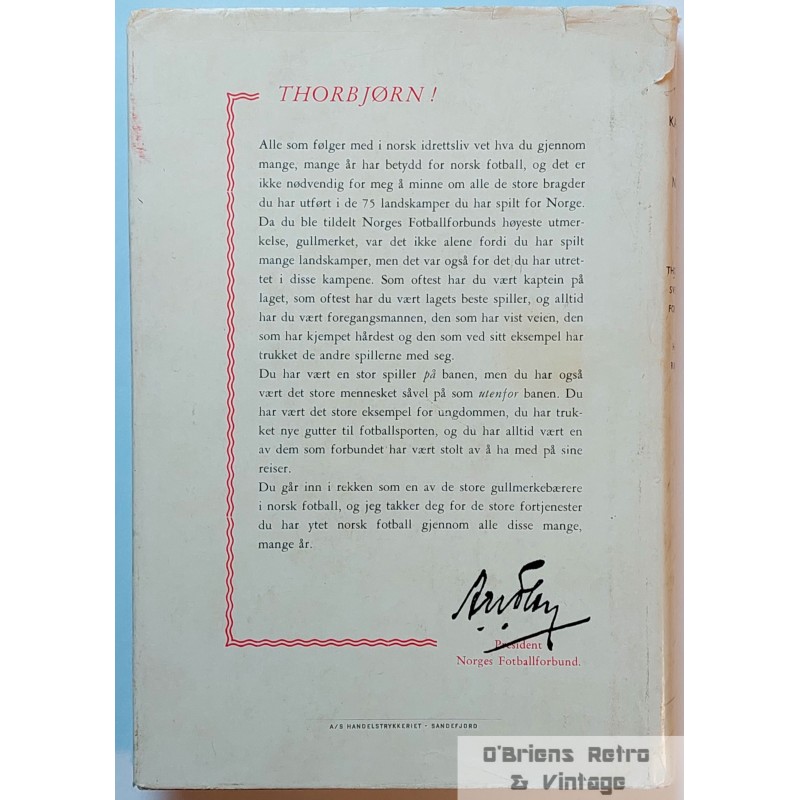 THORBJØRN!
Alle som følger med i norsk idrettsliv vet hva du gjennom
mange, mange år har betydd for norsk fotball, og det er
ikke nødvendig for meg å minne om alle de store bragder
du har utført i de 75 landskamper du har spilt for Norge.
Da du ble tildelt Norges Fotballforbunds høyeste utmer-
kelse, gullmerket, var det ikke alene fordi du har spilt
mange landskamper, men det var også for det du har utret-
tet i disse kampene. Som oftest har du vært kaptein på
laget, som oftest har du vært lagets beste spiller, og alltid
har du vært foregangsmannen, den som har vist veien, den
som har kjempet hårdest og den som ved sitt eksempel har
trukket de andre spillerne med seg.
Du har vært en stor spiller på banen, men du har også
vært det store mennesket såvel på som utenfor banen. Du
har vært det store eksempel for ungdommen, du har truk-
ket nye gutter til fotballsporten, og du har alltid vært en
av dem som forbundet har vært stolt av å ha med på sine
reiser.
Du går inn i rekken som en av de store gullmerkebærere
i norsk fotball, og jeg takker deg for de store fortjenester
du har ytet norsk fotball gjennom alle disse mange,
mange år.
President
Norges Fotballforbund.
A/S HANDELSTRYKKERIET - SANDEFJORD
O'Briens Retro
& Vintage